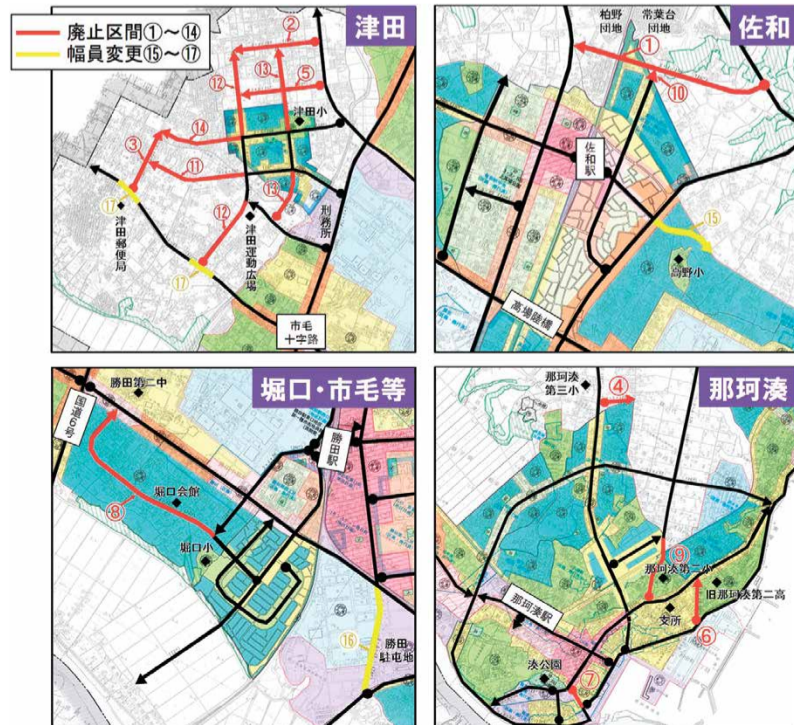 廃止区間①~⑭
幅員変更⑮~⑰
津田
②
⑫
⑬
⑤
津田小
③
⑭
⑪
⑬
⑫
⑰
津田郵便局
⑰
津田運動広場
刑務所
市毛
十字路
佐和
柏野
団地
常葉台
団地
①
⑩
佐和駅
⑮
高野小
高場陸橋
堀口・市毛等
勝田第二中
国道6号
勝田駅
堀口会館
⑧
堀口小
⑯
勝田
駐屯地
那珂湊
那珂湊
第三小
④
⑨
那珂湊第二小
旧那珂湊第二高
那珂湊駅
支所
⑥
湊公園
⑦